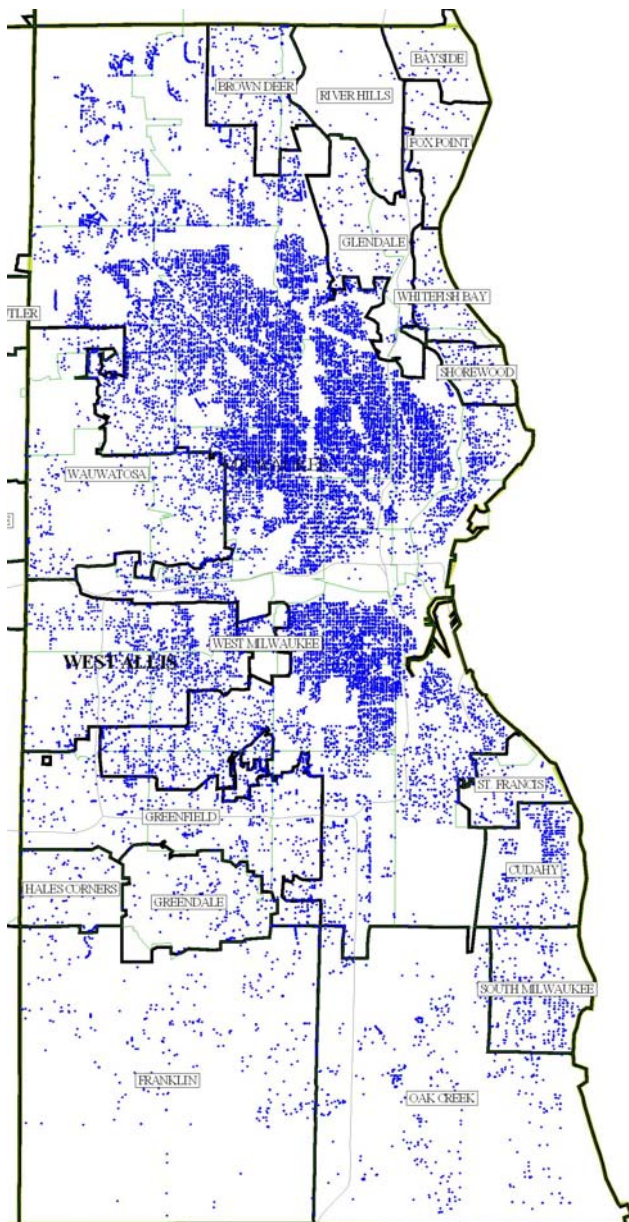 BAYSIDE
BROWN DEER
RIVER HILLS
FOX POINT
GLENDALE
WHITEFISH BAY
TLER
SHOREWOOD
WAUWATOSA
WEST MILWAUKEE
WEST ALLIS
ST. FRANCIS
GREENFIELD
CUDAHY
HALES CORNERS
GREENDALE
SOUTH MILWAUKEE
FRANKLIN
OAK CREEK